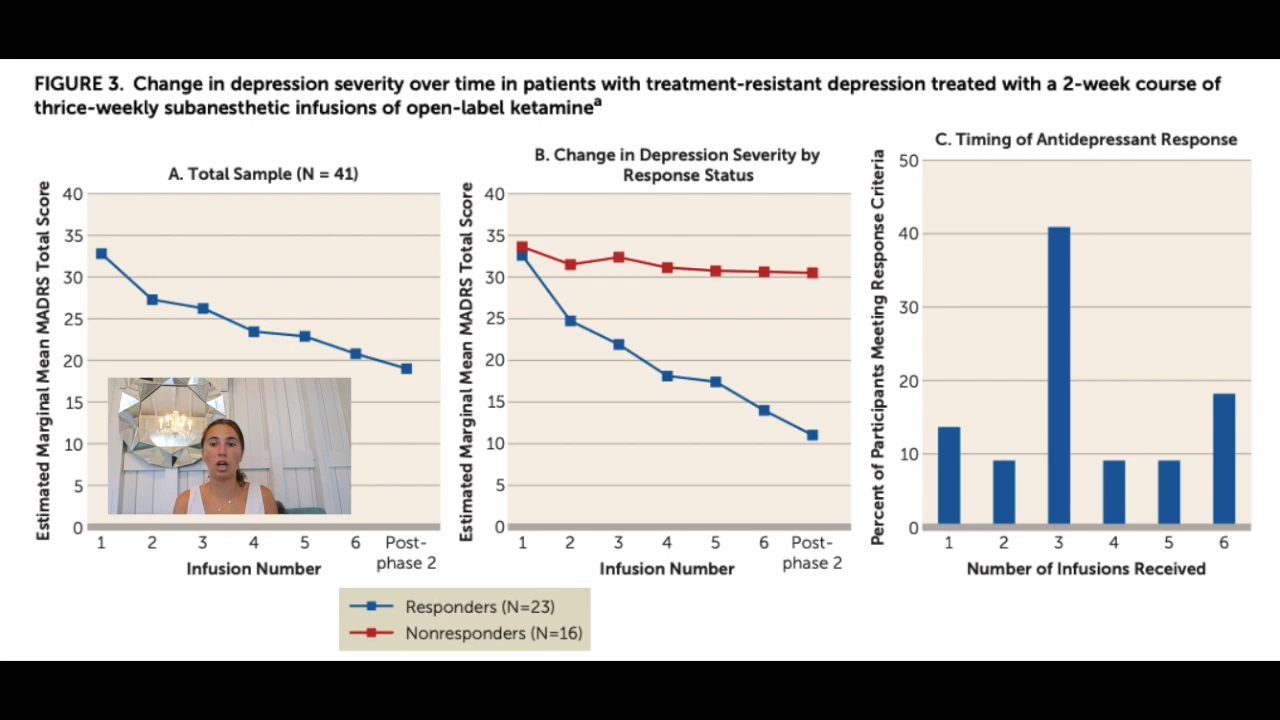 FIGURE 3. Change in depression severity over time in patients with treatment-resistant depression treated with a 2-week course of
thrice-weekly subanesthetic infusions of open-label ketamineª
A. Total Sample (N = 41)
Estimated Marginal Mean MADRS Total Score
40
35
30
25
20
15
10
5
0
1 2 3 4 5 6 Post-
phase 2
Infusion Number
B. Change in Depression Severity by
Response Status
Estimated Marginal Mean MADRS Total Score
40
35
30
25
20
15
10
5
0
1 2 3 4 5 6 Post-
phase 2
Infusion Number
C. Timing of Antidepressant Response
Percent of Participants Meeting Response Criteria
50
40
30
20
10
0
1 2 3 4 5 6
Number of Infusions Received
Responders (N=23)
Nonresponders (N=16)